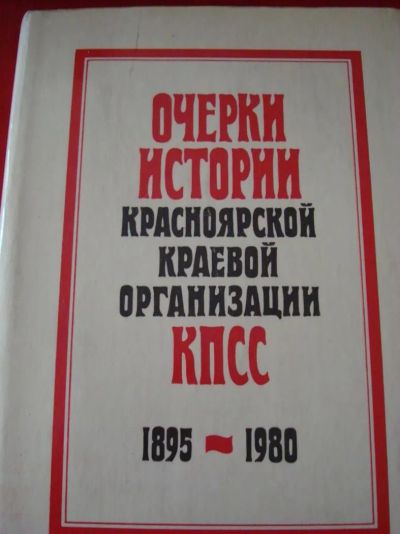 ОЧЕРКИ
ИСТОРИИ
КРАСНОЯРСКОЙ
КРАЕВОЙ
ОРГАНИЗАЦИИ
КПСС
1895 ~ 1980